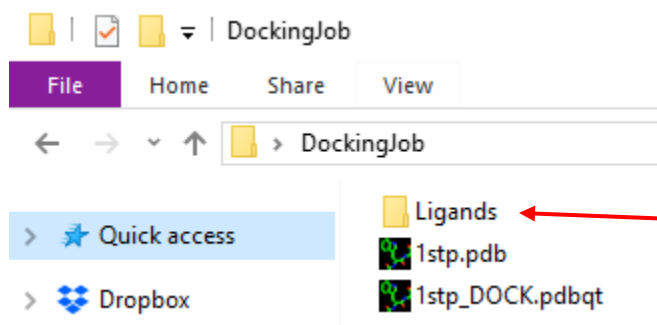 DockingJob
File Home Share View
DockingJob
Quick access
Dropbox
Ligands
1stp.pdb
1stp_DOCK.pdbqt